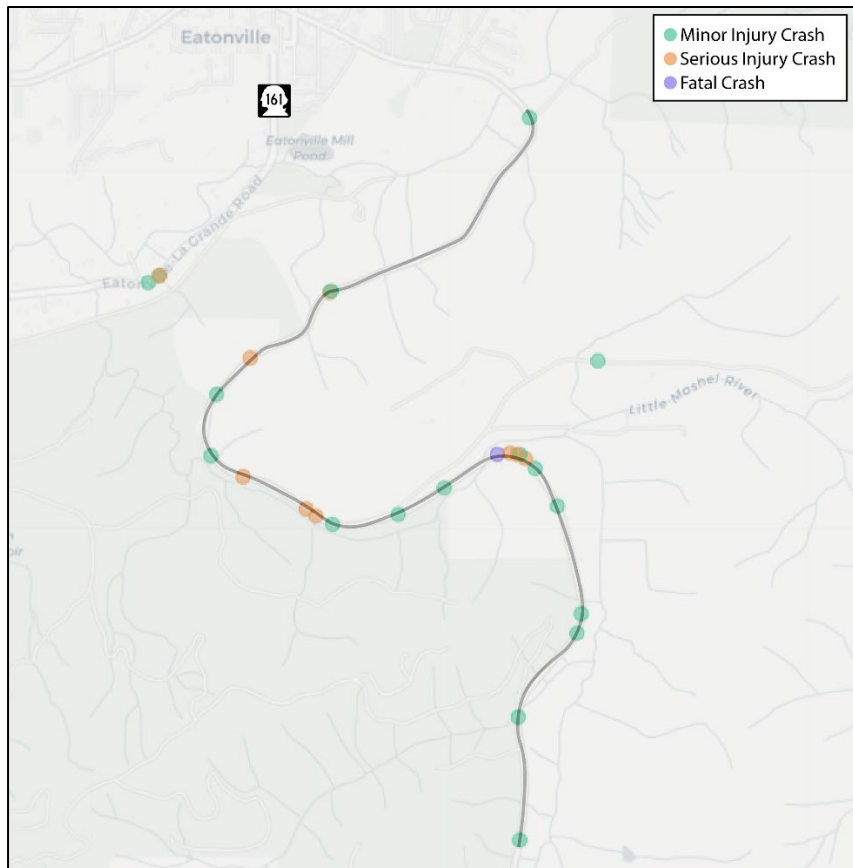 Eatonville
Minor Injury Crash
Serious Injury Crash
Fatal Crash
161
Eatonville Mill
Pond
La Grande Road
Little Mashel River